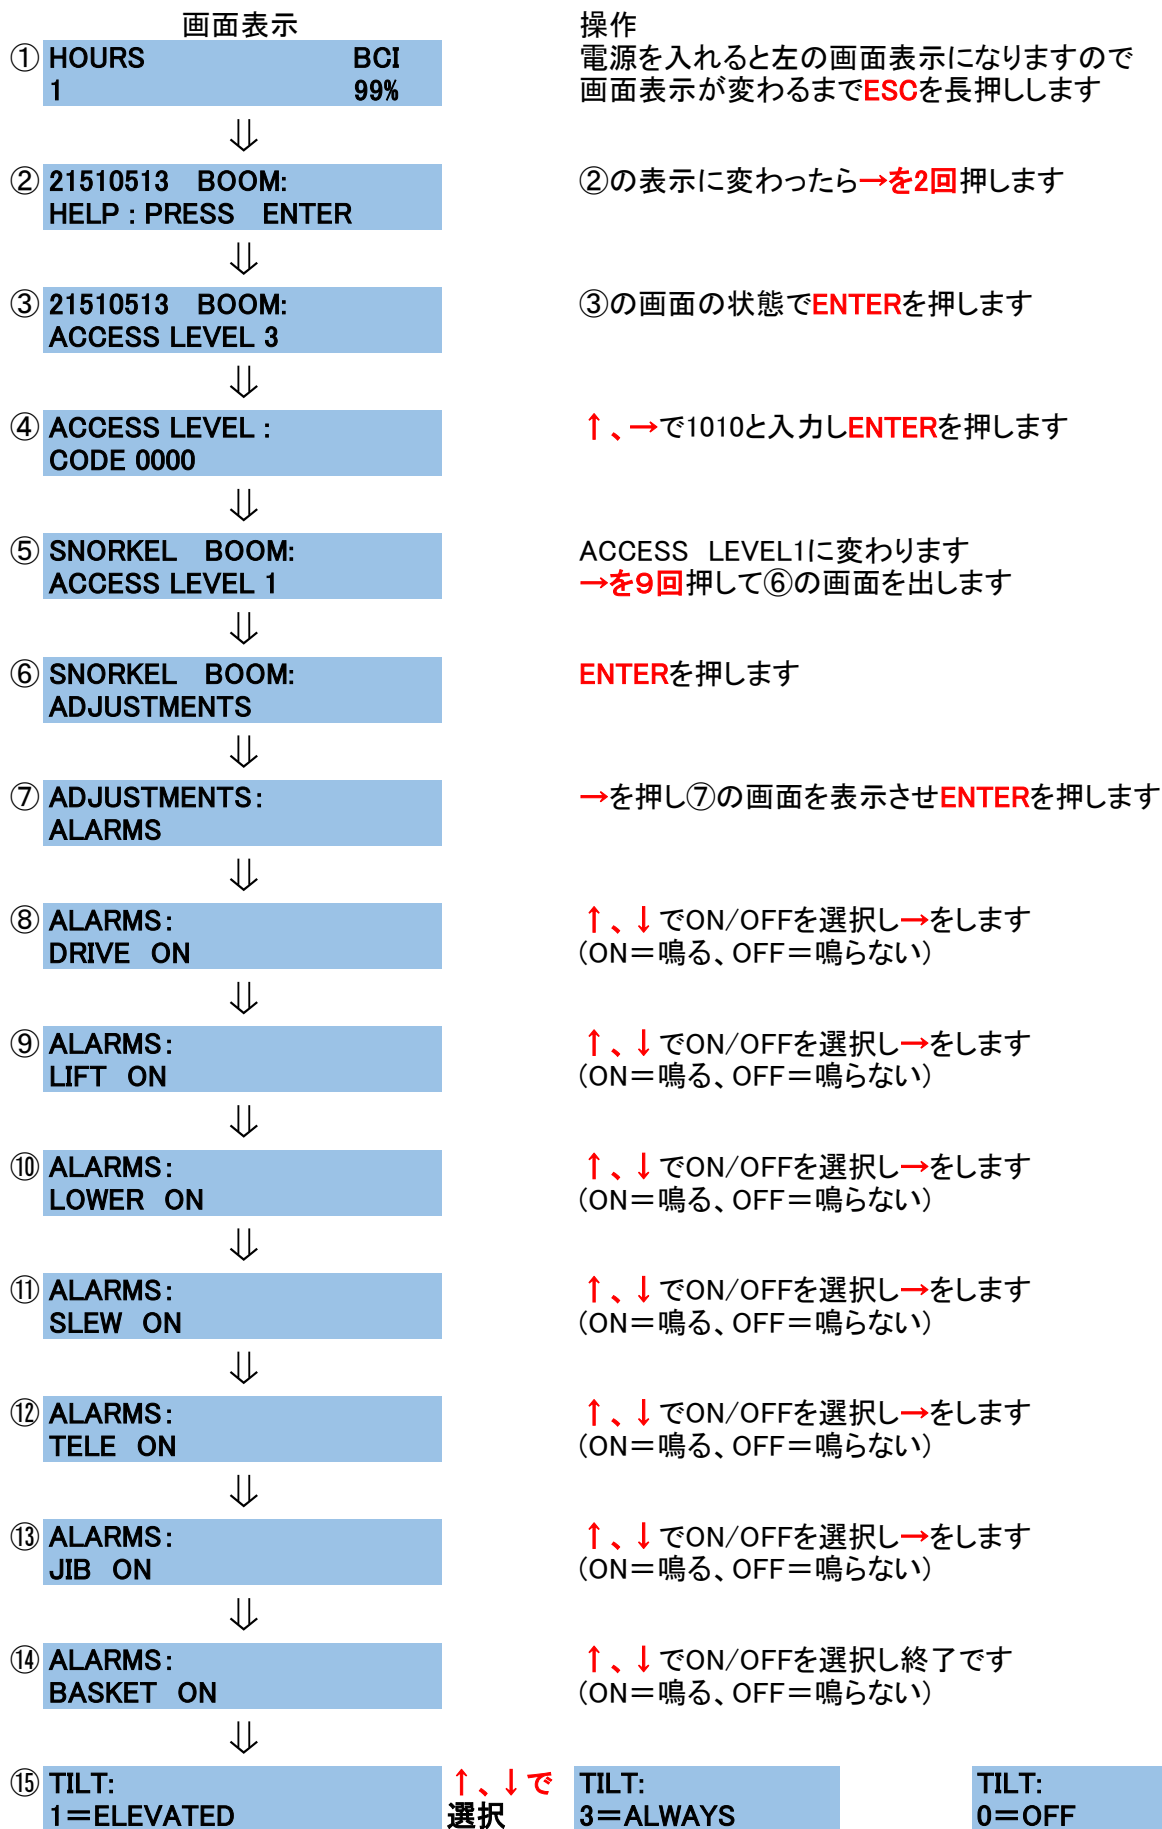 画面表示 操作
① HOURS BCI 電源を入れると左の画面表示になりますので
1 99% 画面表示が変わるまでESCを長押しします
⇓
② 21510513 BOOM: ②の表示に変わったら→を2回押します
HELP : PRESS ENTER
⇓
③ 21510513 BOOM: ③の画面の状態でENTERを押します
ACCESS LEVEL 3
⇓
④ ACCESS LEVEL : ↑、→で1010と入力しENTERを押します
CODE 0000
⇓
⑤ SNORKEL BOOM: ACCESS LEVEL1に変わります
ACCESS LEVEL 1 →を９回押して⑥の画面を出します
⇓
⑥ SNORKEL BOOM: ENTERを押します
ADJUSTMENTS
⇓
⑦ ADJUSTMENTS: →を押し⑦の画面を表示させENTERを押します
ALARMS
⇓
⑧ ALARMS: ↑、↓でON/OFFを選択し→をします
DRIVE ON (ON＝鳴る、OFF＝鳴らない)
⇓
⑨ ALARMS: ↑、↓でON/OFFを選択し→をします
LIFT ON (ON＝鳴る、OFF＝鳴らない)
⇓
⑩ ALARMS: ↑、↓でON/OFFを選択し→をします
LOWER ON (ON＝鳴る、OFF＝鳴らない)
⇓
⑪ ALARMS: ↑、↓でON/OFFを選択し→をします
SLEW ON (ON＝鳴る、OFF＝鳴らない)
⇓
⑫ ALARMS: ↑、↓でON/OFFを選択し→をします
TELE ON (ON＝鳴る、OFF＝鳴らない)
⇓
⑬ ALARMS: ↑、↓でON/OFFを選択し→をします
JIB ON (ON＝鳴る、OFF＝鳴らない)
⇓
⑭ ALARMS: ↑、↓でON/OFFを選択し終了です
BASKET ON (ON＝鳴る、OFF＝鳴らない)
⇓
⑮ TILT: ↑、↓で TILT: TILT:
1＝ELEVATED 選択 3＝ALWAYS 0＝OFF